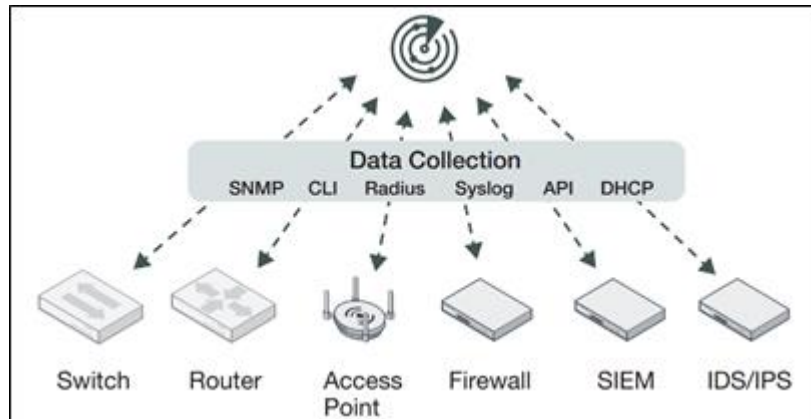 Data Collection
SNMP CLI Radius Syslog API DHCP
Switch Router Access Point Firewall SIEM IDS/IPS